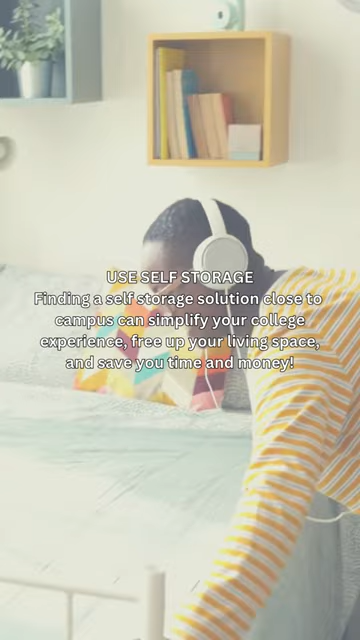 USE SELF STORAGE
Finding a self storage solution close to
campus can simplify your college
experience, free up your living space,
and save you time and money!